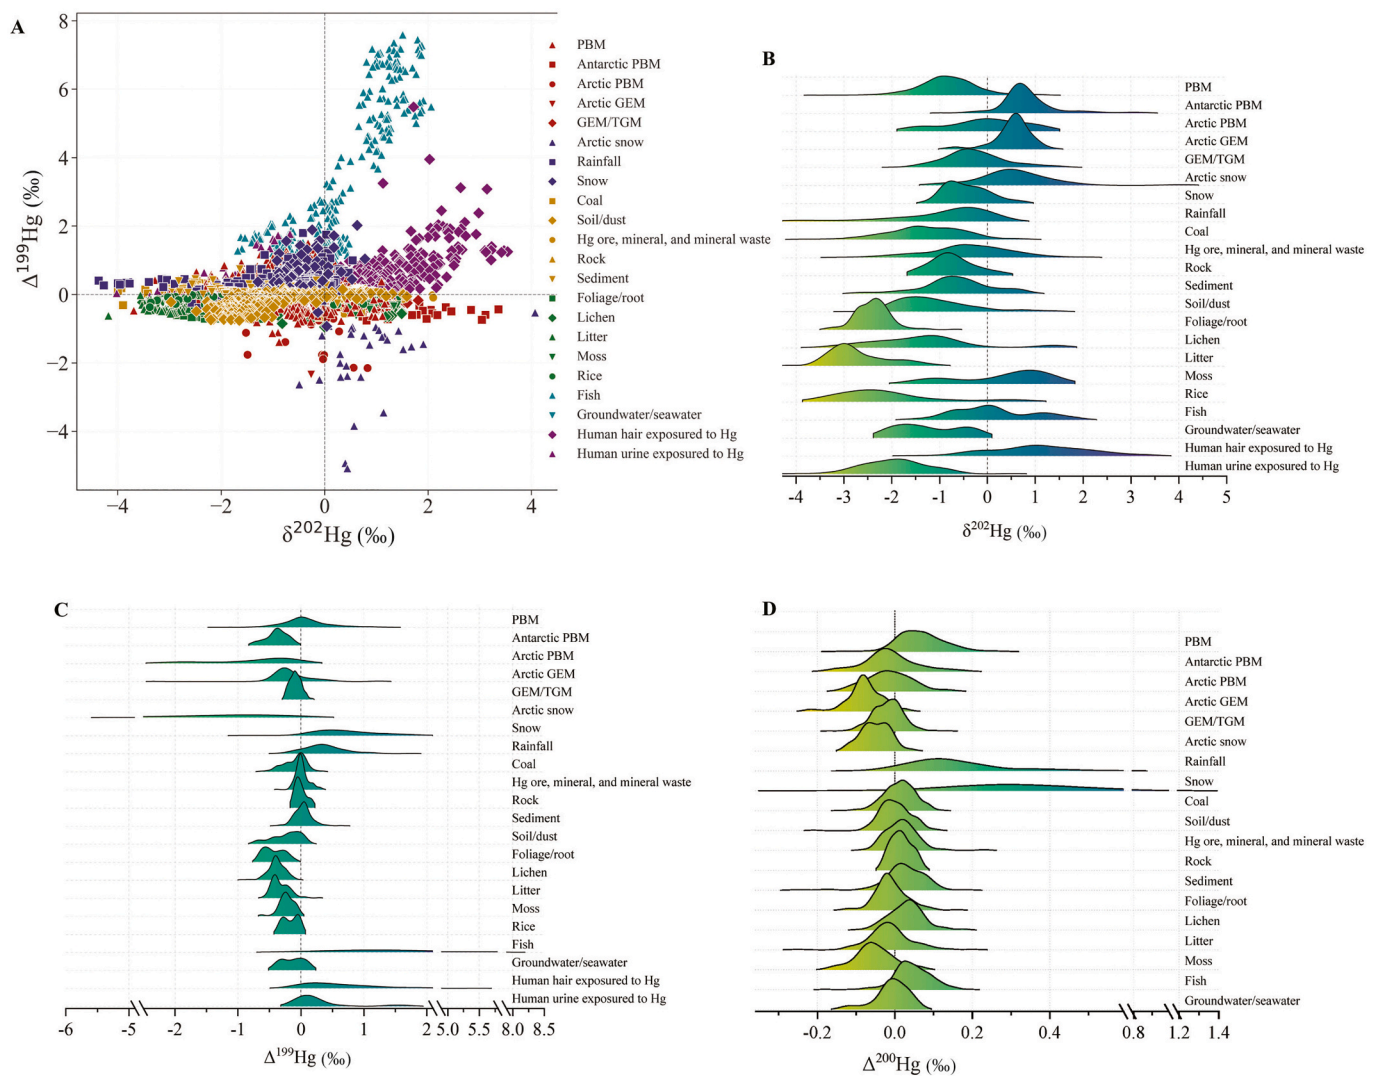 A
8
6
4
2
0
−2
−4
Δ¹⁹⁹Hg (‰)
−4 −2 0 2 4
δ²⁰²Hg (‰)
PBM
Antarctic PBM
Arctic PBM
Arctic GEM
GEM/TGM
Arctic snow
Rainfall
Snow
Coal
Soil/dust
Hg ore, mineral, and mineral waste
Rock
Sediment
Foliage/root
Lichen
Litter
Moss
Rice
Fish
Groundwater/seawater
Human hair exposured to Hg
Human urine exposured to Hg
B
PBM
Antarctic PBM
Arctic PBM
Arctic GEM
GEM/TGM
Arctic snow
Snow
Rainfall
Coal
Hg ore, mineral, and mineral waste
Rock
Sediment
Soil/dust
Foliage/root
Lichen
Litter
Moss
Rice
Fish
Groundwater/seawater
Human hair exposured to Hg
Human urine exposured to Hg
-4 -3 -2 -1 0 1 2 3 4 5
δ²⁰²Hg (‰)
C
PBM
Antarctic PBM
Arctic PBM
Arctic GEM
GEM/TGM
Arctic snow
Snow
Rainfall
Coal
Hg ore, mineral, and mineral waste
Rock
Sediment
Soil/dust
Foliage/root
Lichen
Litter
Moss
Rice
Fish
Groundwater/seawater
Human hair exposured to Hg
Human urine exposured to Hg
-6 -5 -2 -1 0 1 2 5.0 5.5 8.0 8.5
Δ¹⁹⁹Hg (‰)
D
PBM
Antarctic PBM
Arctic PBM
Arctic GEM
GEM/TGM
Arctic snow
Rainfall
Snow
Coal
Soil/dust
Hg ore, mineral, and mineral waste
Rock
Sediment
Foliage/root
Lichen
Litter
Moss
Fish
Groundwater/seawater
-0.2 0.0 0.2 0.4 0.8 1.2 1.4
Δ²⁰⁰Hg (‰)